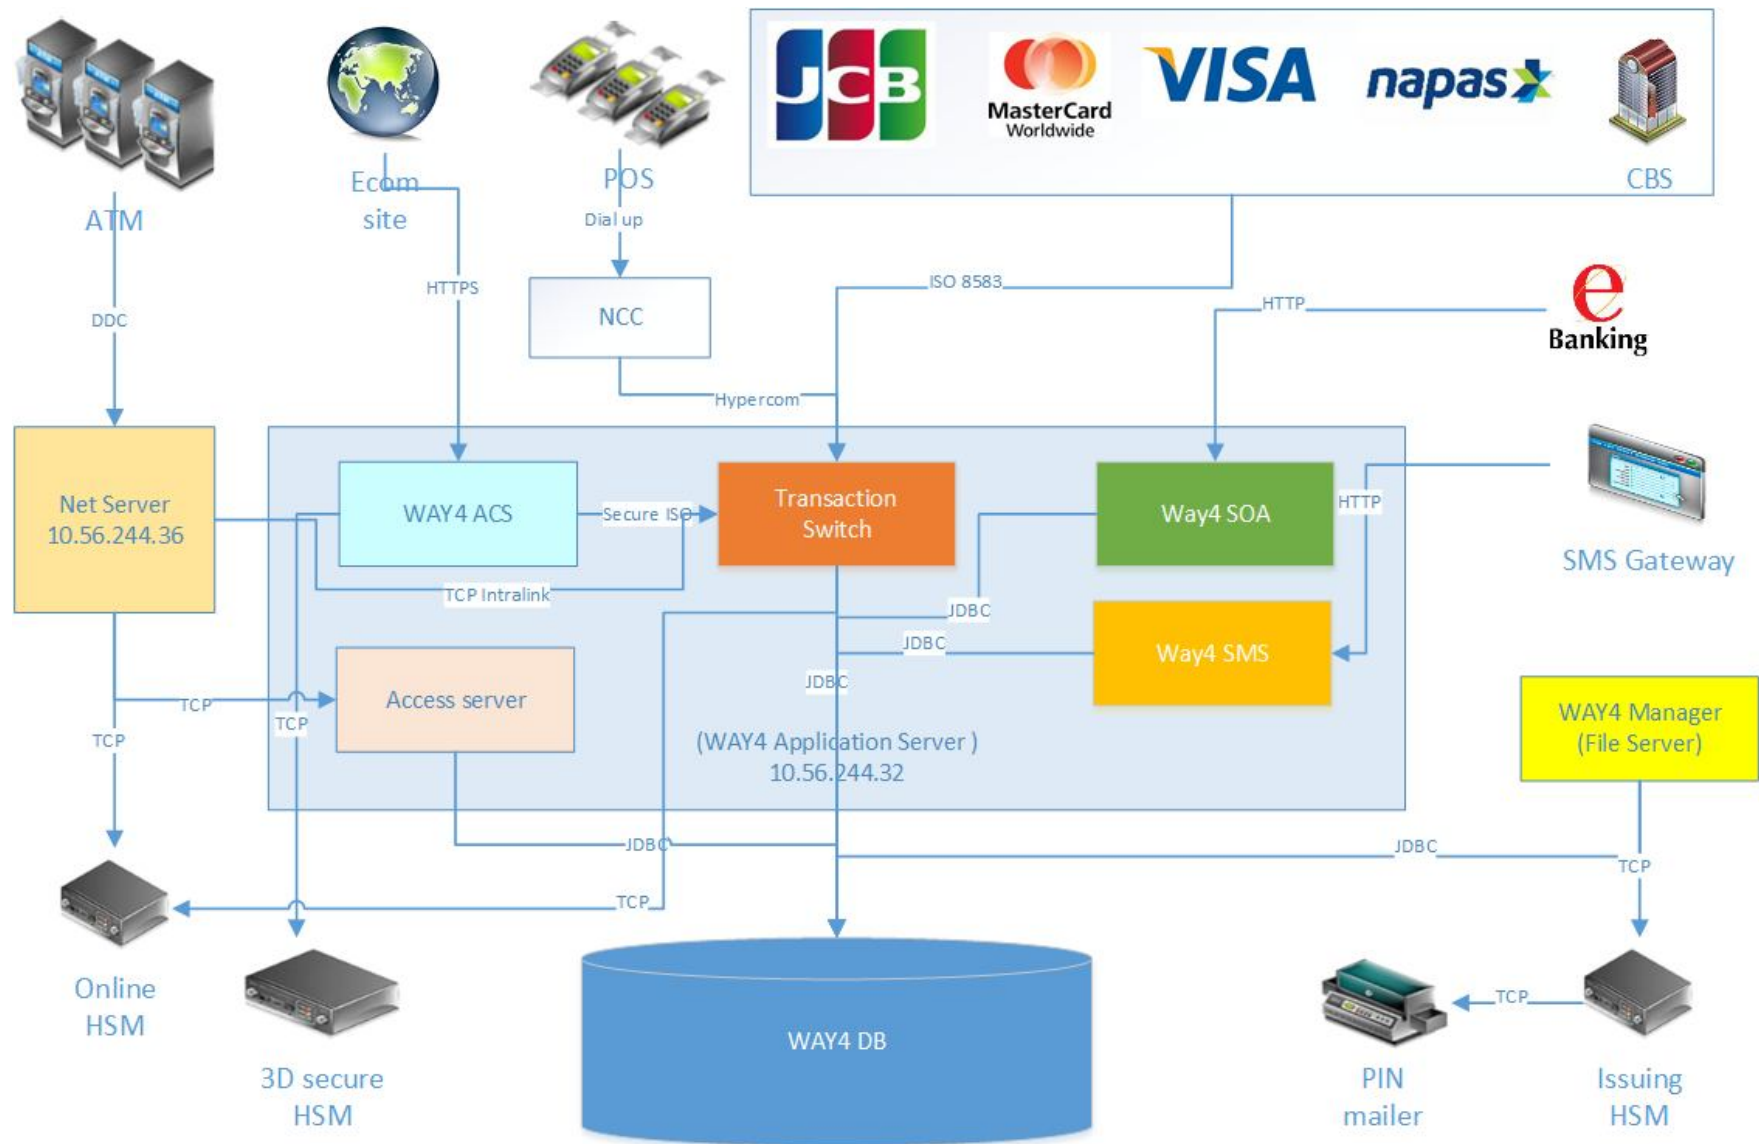 JCB
MasterCard
Worldwide
VISA
napas
CBS
ATM
Ecom
site
POS
Dial up
DDC
HTTPS
NCC
ISO 8583
HTTP
e
Banking
Hypercom
Net Server
10.56.244.36
WAY4 ACS
Secure ISO
Transaction
Switch
Way4 SOA
HTTP
SMS Gateway
TCP Intralink
JDBC
JDBC
Way4 SMS
JDBC
Access server
TCP
TCP
TCP
(WAY4 Application Server )
10.56.244.32
WAY4 Manager
(File Server)
JDBC
JDBC
TCP
TCP
Online
HSM
3D secure
HSM
WAY4 DB
TCP
PIN
mailer
Issuing
HSM